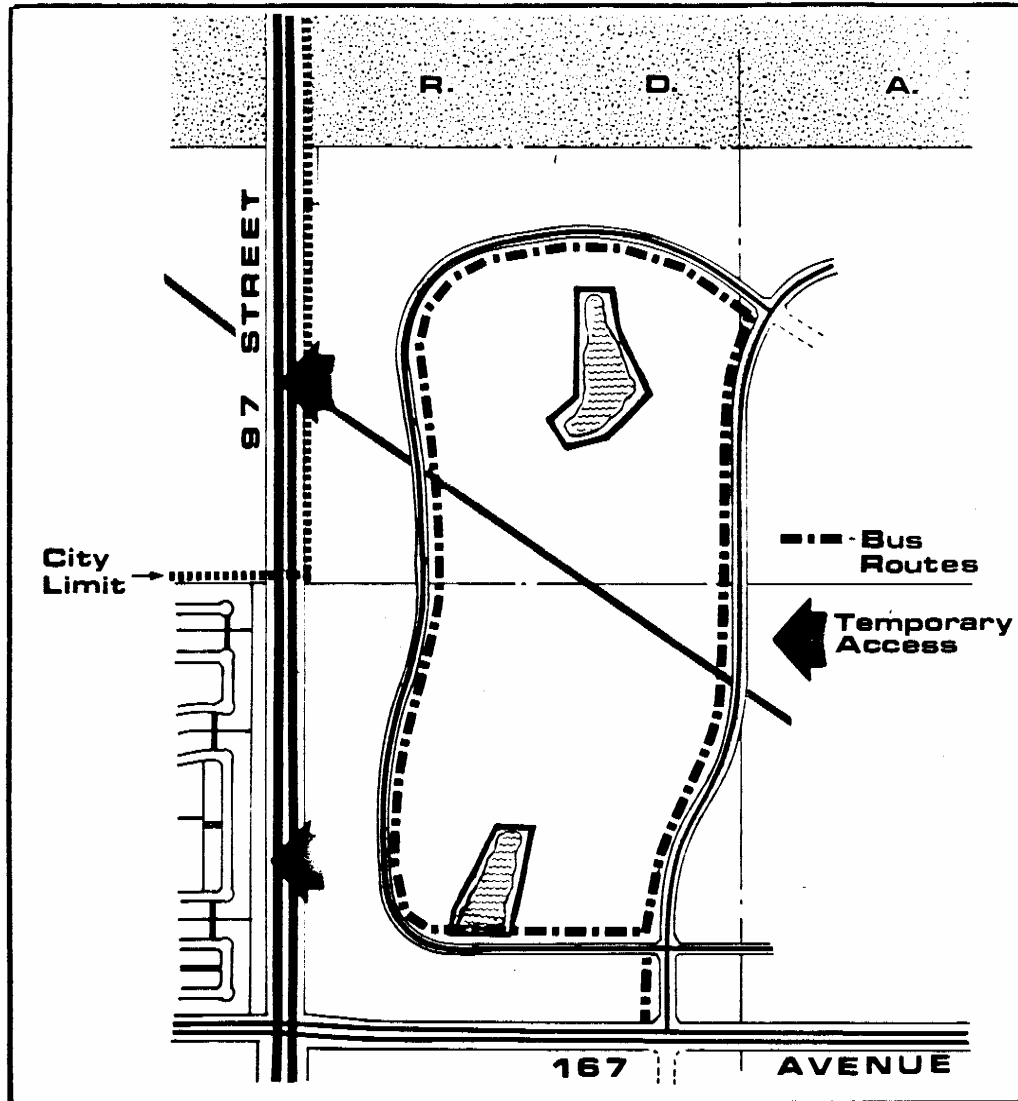 R. D. A.
97 STREET
City
Limit
Bus
Routes
Temporary
Access
167 AVENUE